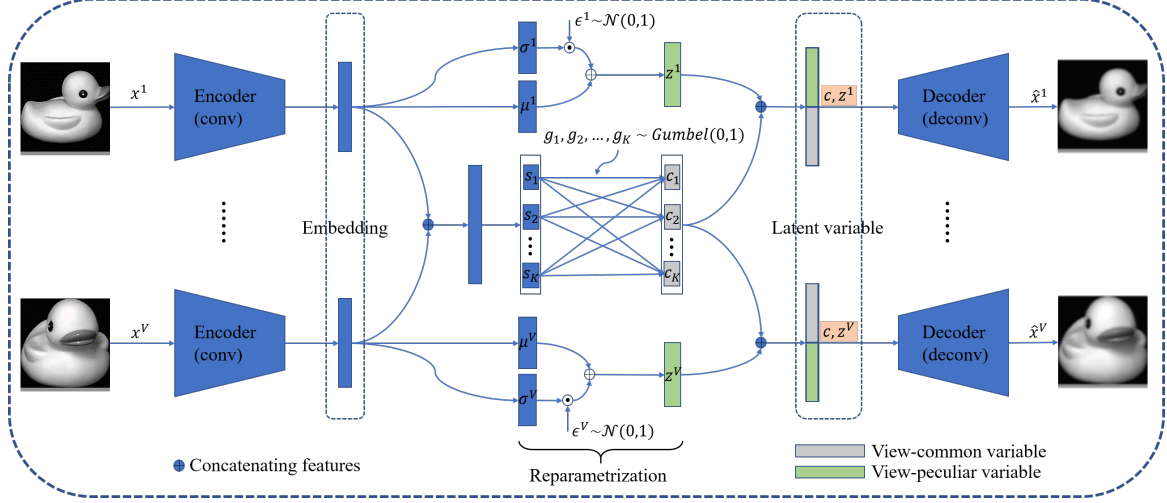 ϵ¹~𝒩(0,1)
σ¹
z¹
x¹
Encoder
(conv)
μ¹
c, z¹
Decoder
(deconv)
x̂¹
g₁, g₂, …, g_K ~ Gumbel(0,1)
s₁
c₁
s₂
c₂
Embedding
Latent variable
s_K
c_K
x^V
Encoder
(conv)
μ^V
c, z^V
Decoder
(deconv)
x̂^V
z^V
σ^V
ϵ^V~𝒩(0,1)
Concatenating features
Reparametrization
View-common variable
View-peculiar variable